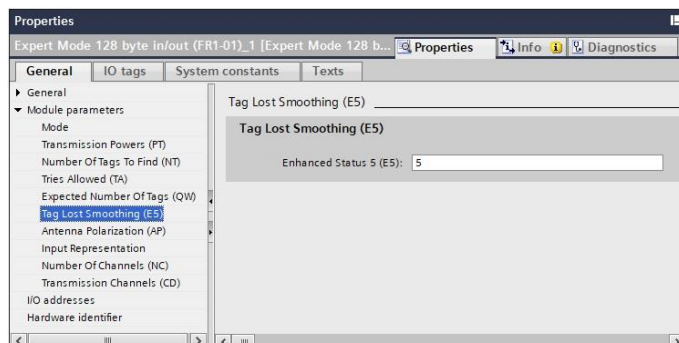 Properties
Expert Mode 128 byte in/out (FR1-01)_1 [Expert Mode 128 b...
Properties
Info
Diagnostics
General
IO tags
System constants
Texts
General
Module parameters
Mode
Transmission Powers (PT)
Number Of Tags To Find (NT)
Tries Allowed (TA)
Expected Number Of Tags (QW)
Tag Lost Smoothing (E5)
Antenna Polarization (AP)
Input Representation
Number Of Channels (NC)
Transmission Channels (CD)
I/O addresses
Hardware identifier
Tag Lost Smoothing (E5)
Tag Lost Smoothing (E5)
Enhanced Status 5 (E5): 5